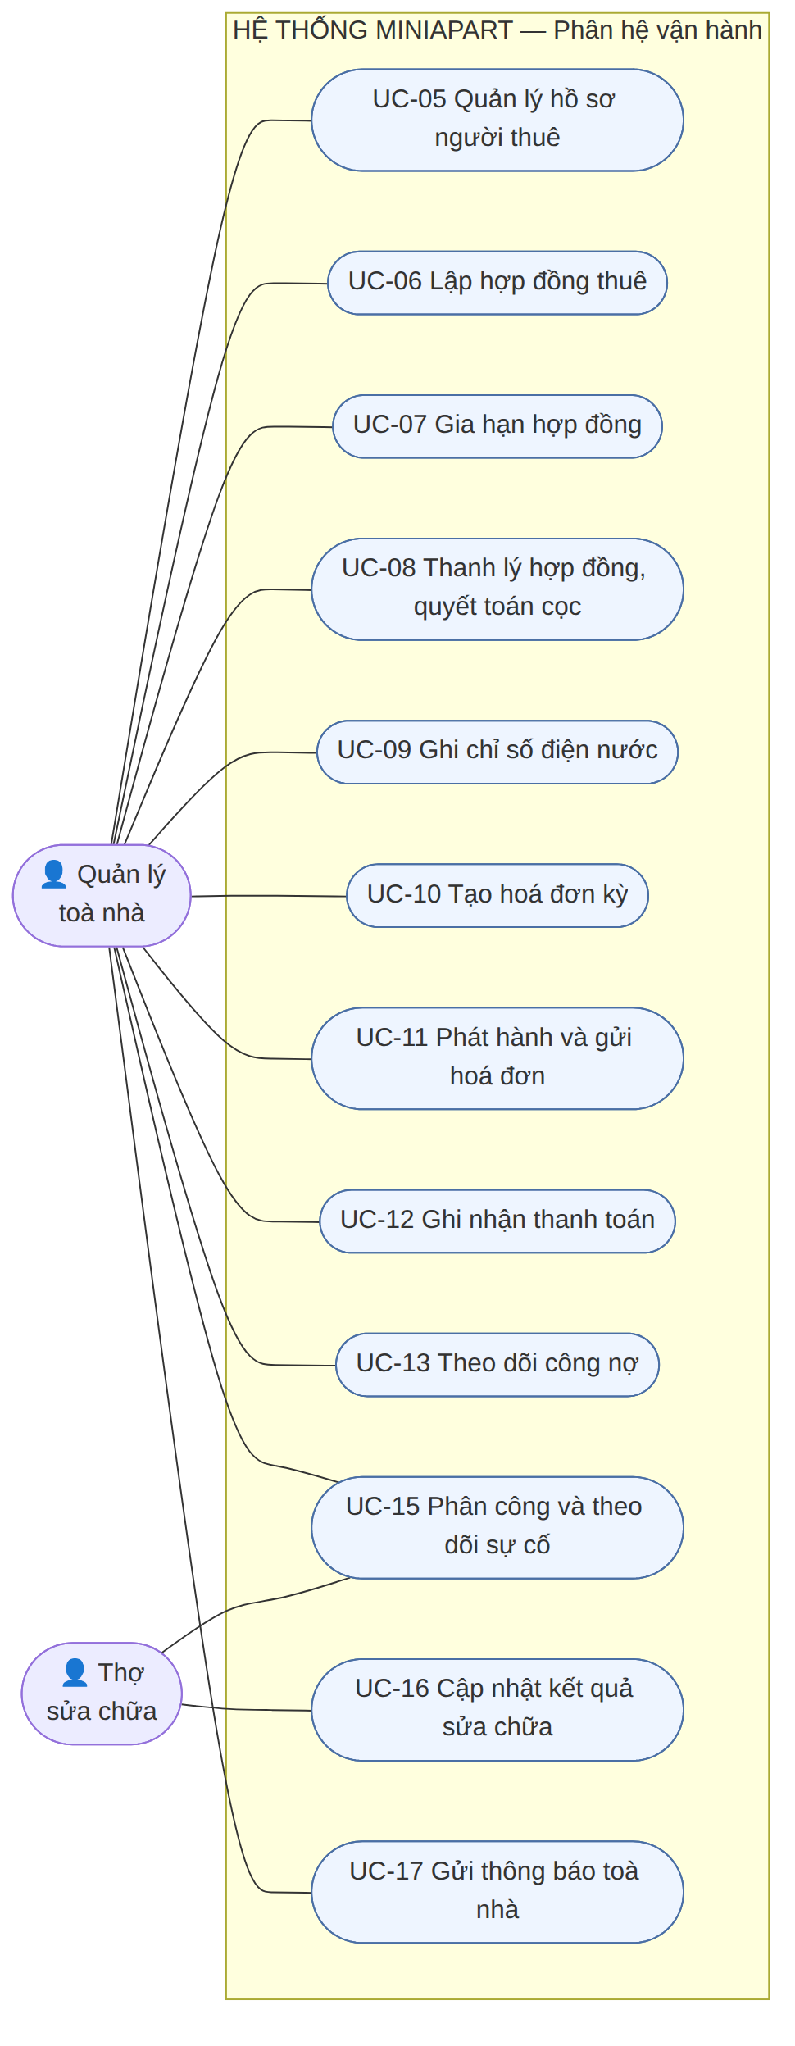 HỆ THỐNG MINIAPART — Phân hệ vận hành
UC-05 Quản lý hồ sơ
người thuê
UC-06 Lập hợp đồng thuê
UC-07 Gia hạn hợp đồng
UC-08 Thanh lý hợp đồng,
quyết toán cọc
UC-09 Ghi chỉ số điện nước
👤 Quản lý
toà nhà
UC-10 Tạo hoá đơn kỳ
UC-11 Phát hành và gửi
hoá đơn
UC-12 Ghi nhận thanh toán
UC-13 Theo dõi công nợ
UC-15 Phân công và theo
dõi sự cố
👤 Thợ
sửa chữa
UC-16 Cập nhật kết quả
sửa chữa
UC-17 Gửi thông báo toà
nhà